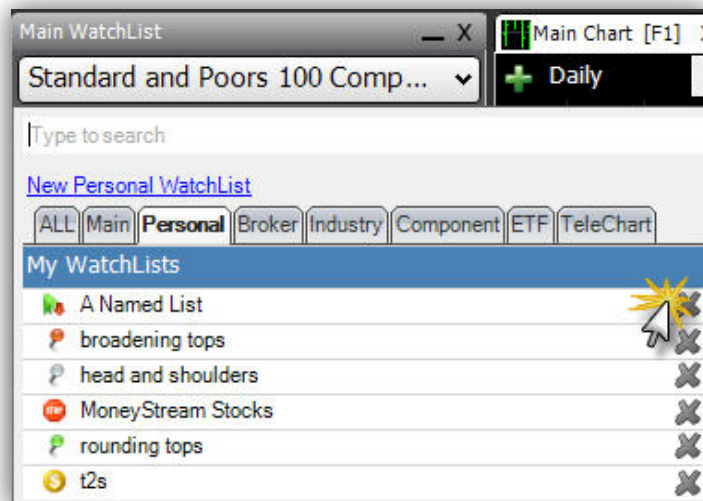 Main WatchList
X
Main Chart [F1]
Standard and Poors 100 Comp...
Daily
Type to search
New Personal WatchList
ALL Main Personal Broker Industry Component ETF TeleChart
My WatchLists
A Named List
broadening tops
head and shoulders
MoneyStream Stocks
rounding tops
t2s